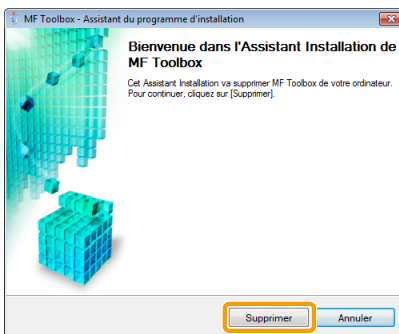 MF Toolbox - Assistant du programme d'installation
Bienvenue dans l'Assistant Installation de
MF Toolbox
Cet Assistant Installation va supprimer MF Toolbox de votre ordinateur.
Pour continuer, cliquez sur [Supprimer].
Supprimer
Annuler